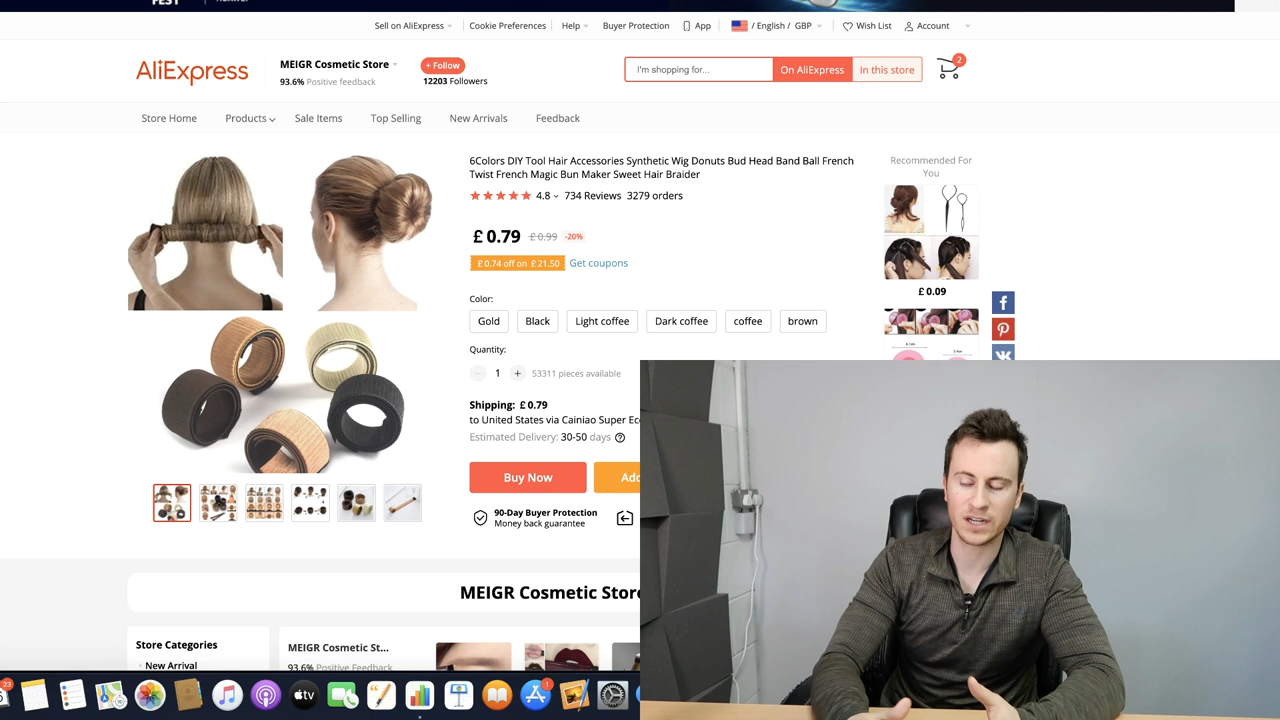 FEST
Sell on AliExpress
Cookie Preferences
Help
Buyer Protection
App
/ English / GBP
Wish List
Account
AliExpress
MEIGR Cosmetic Store
93.6% Positive feedback
+ Follow
12203 Followers
I'm shopping for...
On AliExpress
In this store
2
Store Home
Products
Sale Items
Top Selling
New Arrivals
Feedback
6Colors DIY Tool Hair Accessories Synthetic Wig Donuts Bud Head Band Ball French
Twist French Magic Bun Maker Sweet Hair Braider
4.8
734 Reviews
3279 orders
£ 0.79
£ 0.99
-20%
£ 0.74 off on £ 21.50
Get coupons
Color:
Gold
Black
Light coffee
Dark coffee
coffee
brown
Quantity:
1
53311 pieces available
Shipping: £ 0.79
to United States via Cainiao Super Ec
Estimated Delivery: 30-50 days
Buy Now
Add
90-Day Buyer Protection
Money back guarantee
Recommended For
You
£ 0.09
MEIGR Cosmetic Store
Store Categories
New Arrival
MEIGR Cosmetic St...
93.6% Positive Feedback
23
tv
1